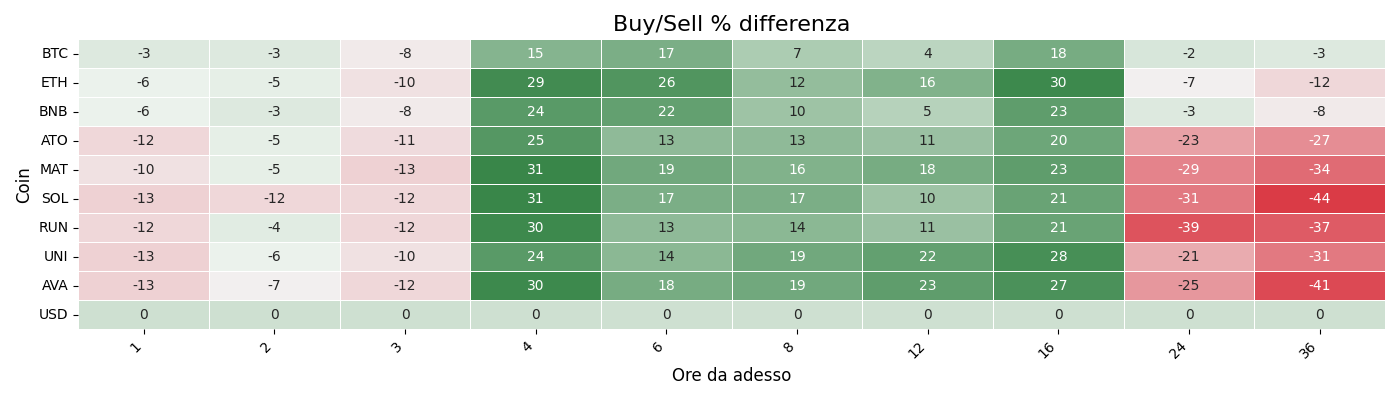 Buy/Sell % differenza
Coin
BTC -3 -3 -8 15 17 7 4 18 -2 -3
ETH -6 -5 -10 29 26 12 16 30 -7 -12
BNB -6 -3 -8 24 22 10 5 23 -3 -8
ATO -12 -5 -11 25 13 13 11 20 -23 -27
MAT -10 -5 -13 31 19 16 18 23 -29 -34
SOL -13 -12 -12 31 17 17 10 21 -31 -44
RUN -12 -4 -12 30 13 14 11 21 -39 -37
UNI -13 -6 -10 24 14 19 22 28 -21 -31
AVA -13 -7 -12 30 18 19 23 27 -25 -41
USD 0 0 0 0 0 0 0 0 0 0
1 2 3 4 6 8 12 16 24 36
Ore da adesso